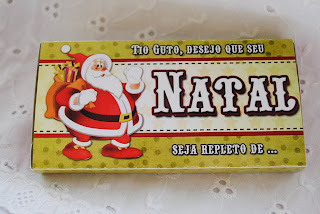 Tio Guto, desejo que seu
Natal
seja repleto de ...